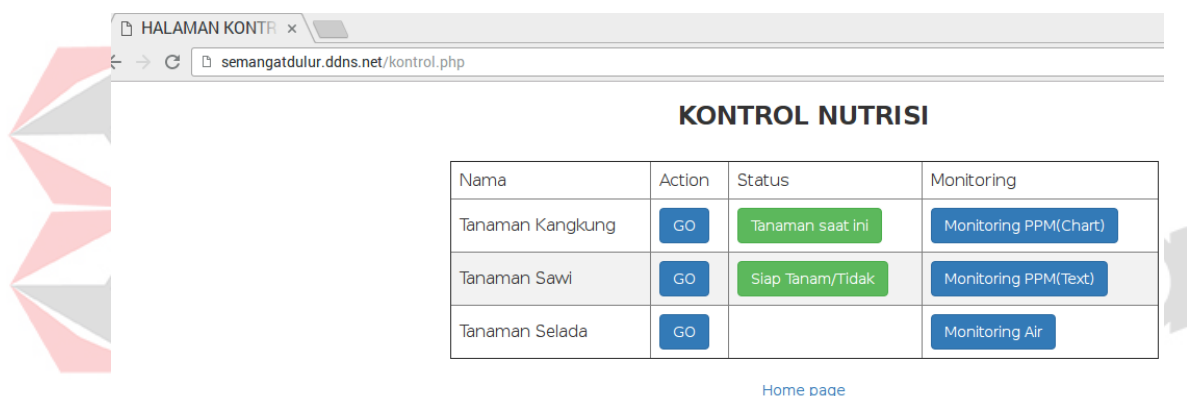 HALAMAN KONTR
semangatdulur.ddns.net/kontrol.php
KONTROL NUTRISI
Nama Action Status Monitoring
Tanaman Kangkung GO Tanaman saat ini Monitoring PPM(Chart)
Tanaman Sawi GO Siap Tanam/Tidak Monitoring PPM(Text)
Tanaman Selada GO Monitoring Air
Home page